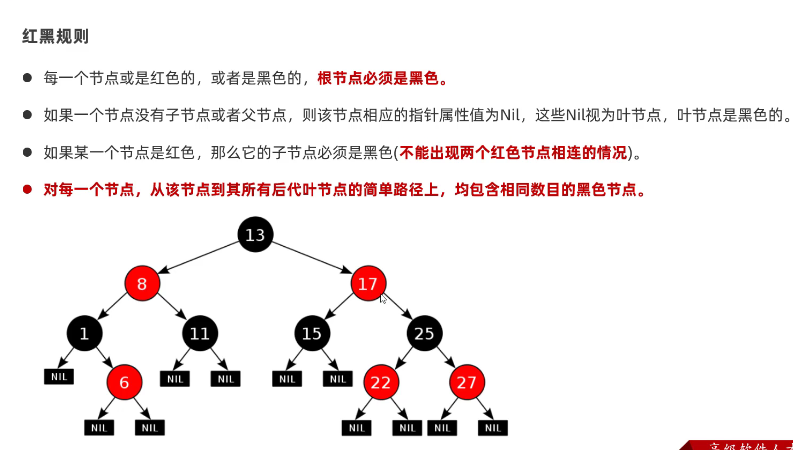 红黑规则
每一个节点或是红色的，或者是黑色的，根节点必须是黑色。
如果一个节点没有子节点或者父节点，则该节点相应的指针属性值为Nil，这些Nil视为叶节点，叶节点是黑色的。
如果某一个节点是红色，那么它的子节点必须是黑色(不能出现两个红色节点相连的情况)。
对每一个节点，从该节点到其所有后代叶节点的简单路径上，均包含相同数目的黑色节点。
13
8 17
1 11 15 25
NIL 6 NIL NIL NIL NIL 22 27
NIL NIL NIL NIL NIL NIL
高级软件人才